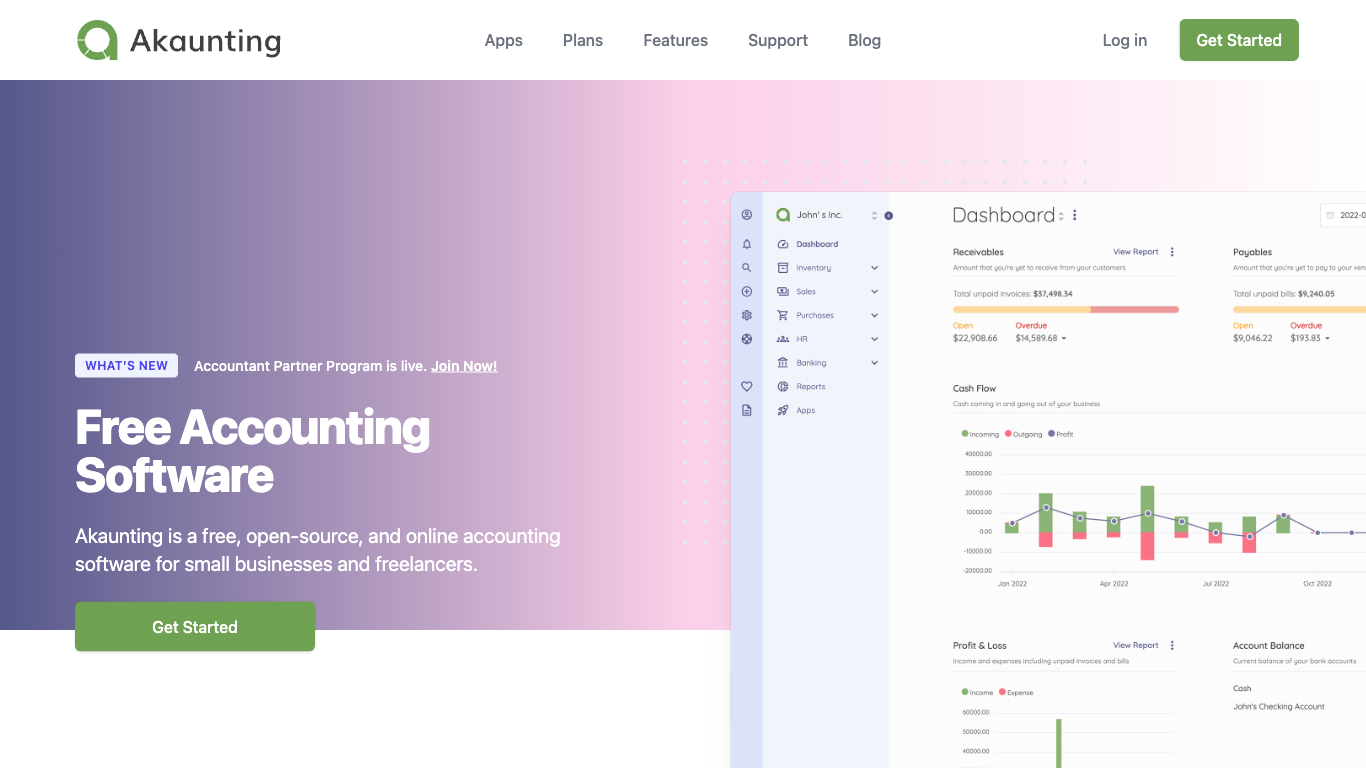 Akaunting
Apps
Plans
Features
Support
Blog
Log in
Get Started
WHAT'S NEW
Accountant Partner Program is live. Join Now!
Free Accounting
Software
Akaunting is a free, open-source, and online accounting
software for small businesses and freelancers.
Get Started
John' s Inc.
Dashboard
Inventory
Sales
Purchases
HR
Banking
Reports
Apps
Dashboard
2022-0
Receivables
View Report
Amount that you're yet to receive from your customers
Total unpaid invoices: $37,498.34
Open
Overdue
$22,908.66
$14,589.68
Payables
Amount that you're yet to pay to your ven
Total unpaid bills: $9,240.05
Open
Overdue
$9,046.22
$193.83
Cash Flow
Cash coming in and going out of your business
Incoming
Outgoing
Profit
40000.00
30000.00
20000.00
10000.00
0.00
-10000.00
-20000.00
Jan 2022
Apr 2022
Jul 2022
Oct 2022
Profit & Loss
View Report
Income and expenses including unpaid invoices and bills
Income
Expense
60000.00
50000.00
40000.00
Account Balance
Current balance of your bank accounts
Cash
John's Checking Account